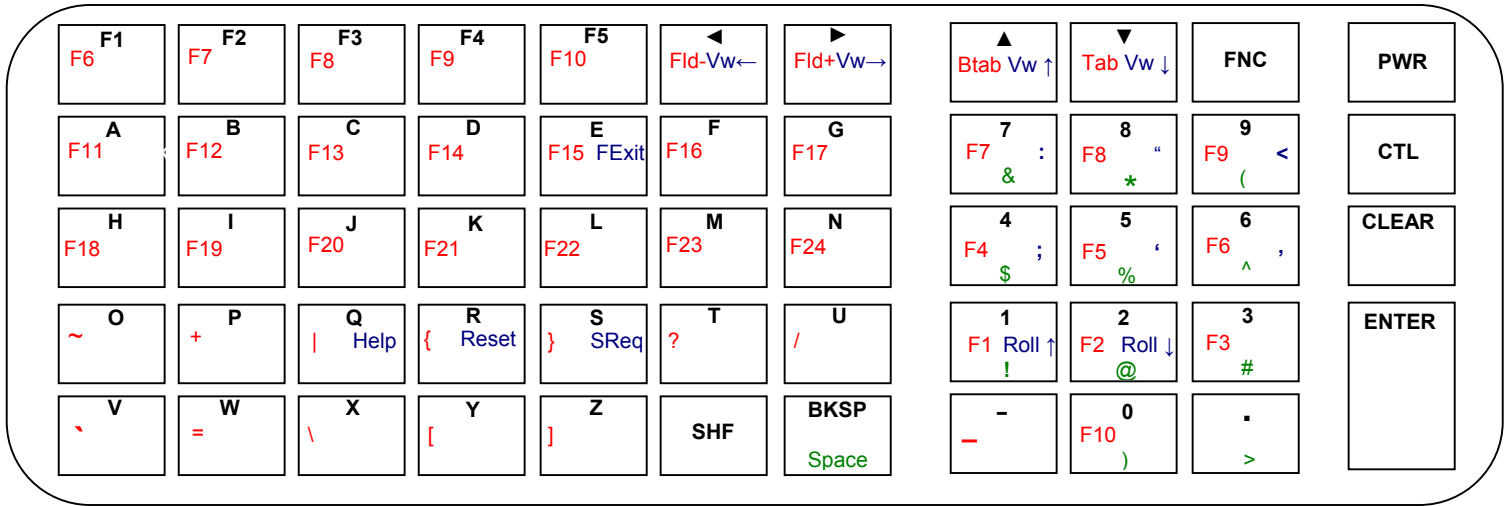 F1 F2 F3 F4 F5 ◄ ► ▲ ▼ FNC PWR
F6 F7 F8 F9 F10 Fld-Vw← Fld+Vw→ Btab Vw ↑ Tab Vw ↓
A B C D E F G 7 8 9 CTL
F11 F12 F13 F14 F15 FExit F16 F17 F7 : F8 “ F9 <
& * (
H I J K L M N 4 5 6 CLEAR
F18 F19 F20 F21 F22 F23 F24 F4 ; F5 ‘ F6 ,
$ % ^
O P Q R S T U 1 2 3 ENTER
~ + | Help { Reset } SReq ? / F1 Roll ↑ F2 Roll ↓ F3
! @ #
V W X Y Z SHF BKSP - 0 .
` = \ [ ] _ F10
Space ) >